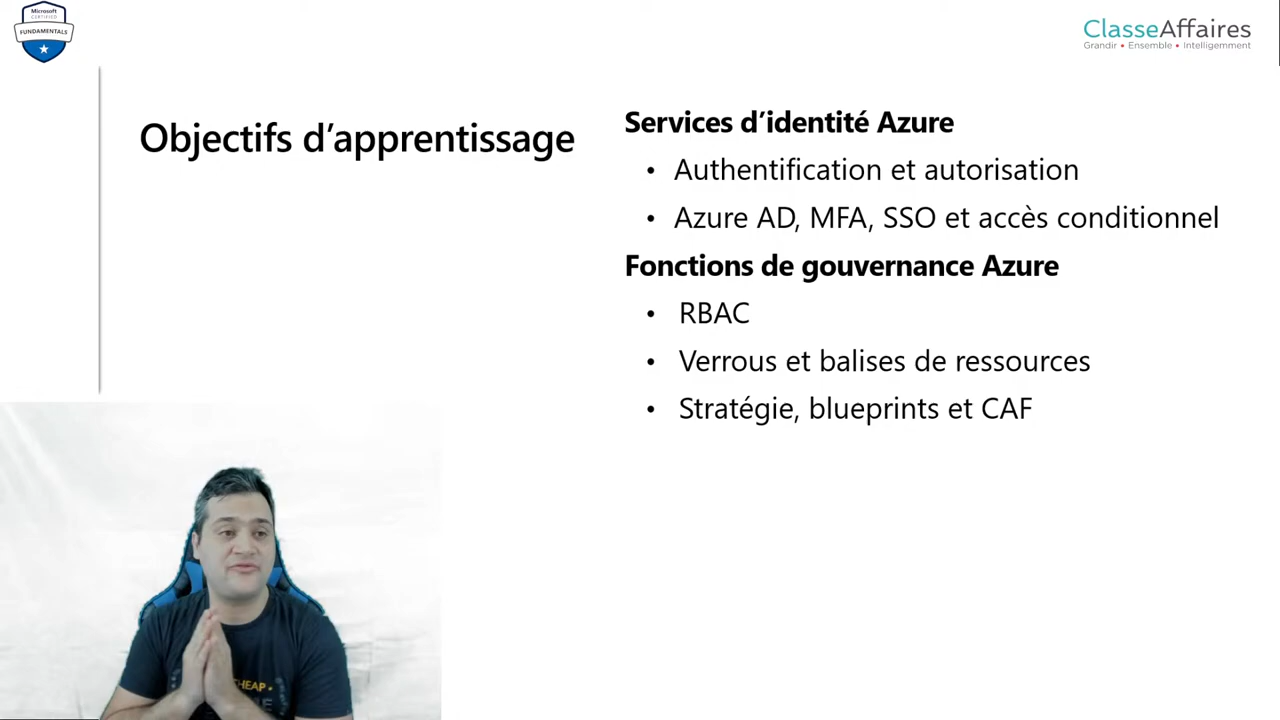 Microsoft
CERTIFIED
FUNDAMENTALS
ClasseAffaires
Grandir • Ensemble • Intelligemment
Objectifs d’apprentissage
Services d’identité Azure
• Authentification et autorisation
• Azure AD, MFA, SSO et accès conditionnel
Fonctions de gouvernance Azure
• RBAC
• Verrous et balises de ressources
• Stratégie, blueprints et CAF